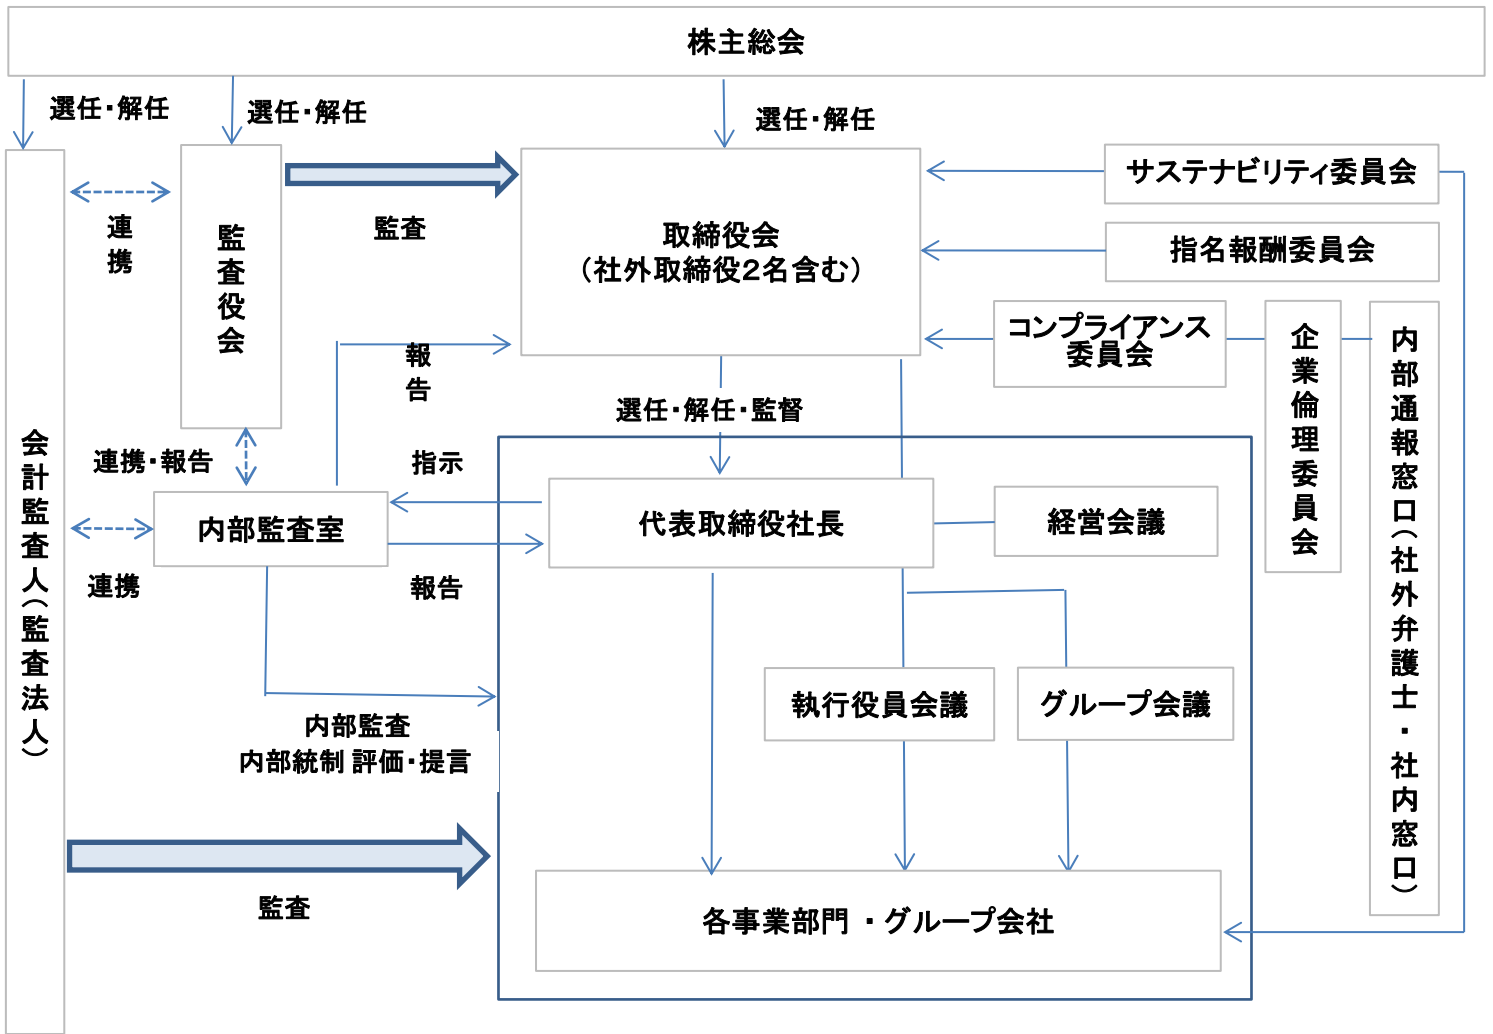 株主総会
選任・解任
選任・解任
選任・解任
サステナビリティ委員会
連携
監査役会
監査
取締役会
（社外取締役２名含む）
指名報酬委員会
コンプライアンス
委員会
企業倫理委員会
内部通報窓口（社外弁護士・社内窓口）
報告
選任・解任・監督
会計監査人（監査法人）
連携・報告
指示
内部監査室
代表取締役社長
経営会議
連携
報告
執行役員会議
グループ会議
内部監査
内部統制 評価・提言
監査
各事業部門 ・グループ会社